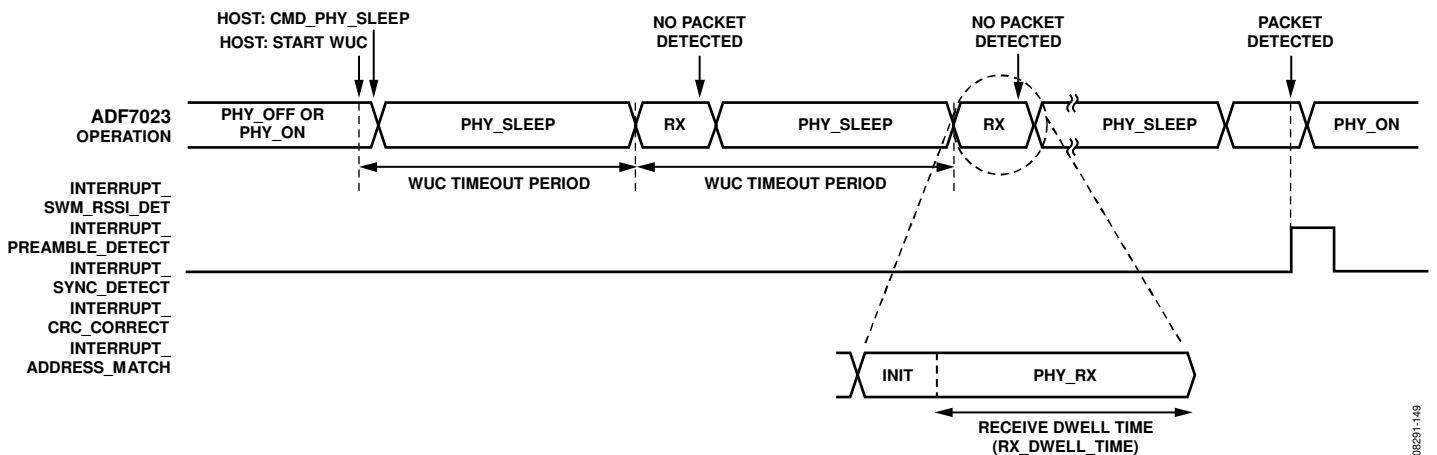 HOST: CMD_PHY_SLEEP
HOST: START WUC
NO PACKET
DETECTED
NO PACKET
DETECTED
PACKET
DETECTED
ADF7023
OPERATION
PHY_OFF OR
PHY_ON
PHY_SLEEP
RX
PHY_SLEEP
RX
PHY_SLEEP
PHY_ON
WUC TIMEOUT PERIOD
WUC TIMEOUT PERIOD
INTERRUPT_
SWM_RSSI_DET
INTERRUPT_
PREAMBLE_DETECT
INTERRUPT_
SYNC_DETECT
INTERRUPT_
CRC_CORRECT
INTERRUPT_
ADDRESS_MATCH
INIT
PHY_RX
RECEIVE DWELL TIME
(RX_DWELL_TIME)
08291-149